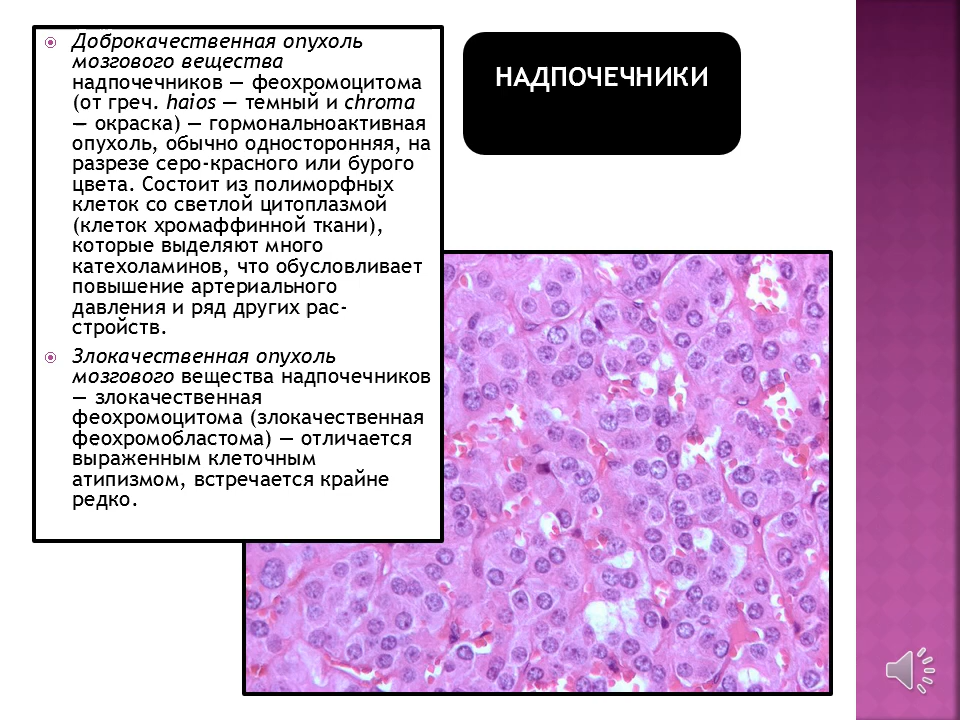 НАДПОЧЕЧНИКИ
Доброкачественная опухоль
мозгового вещества
надпочечников — феохромоцитома
(от греч. haios — темный и chroma
— окраска) — гормональноактивная
опухоль, обычно односторонняя, на
разрезе серо-красного или бурого
цвета. Состоит из полиморфных
клеток со светлой цитоплазмой
(клеток хромаффинной ткани),
которые выделяют много
катехоламинов, что обусловливает
повышение артериального
давления и ряд других рас-
стройств.
Злокачественная опухоль
мозгового вещества надпочечников
— злокачественная
феохромоцитома (злокачественная
феохромобластома) — отличается
выраженным клеточным
атипизмом, встречается крайне
редко.